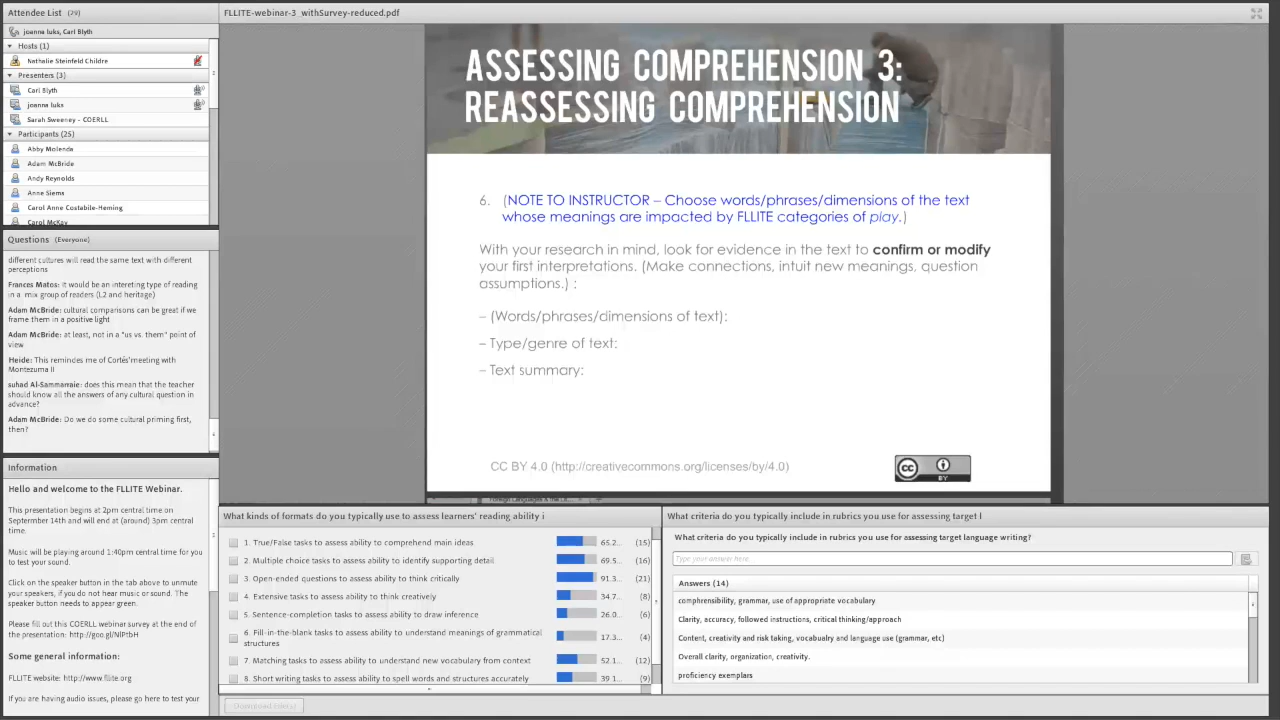 Attendee List (29)
joanna luks, Carl Blyth
Hosts (1)
Nathalie Steinfeld Childre
Presenters (3)
Carl Blyth
joanna luks
Sarah Sweeney - COERLL
Participants (25)
Abby Molenda
Adam McBride
Andy Reynolds
Anne Siems
Carol Anne Costabile-Heming
Carol McKay
Questions (Everyone)
different cultures will read the same text with different
perceptions
Frances Matos: It would be an intereting type of reading
in a mix group of readers (L2 and heritage)
Adam McBride: cultural comparisons can be great if we
frame them in a positive light
Adam McBride: at least, not in a "us vs. them" point of
view
Heide: This reminds me of Cortés'meeting with
Montezuma II
suhad Al-Sammarraie: does this mean that the teacher
should know all the answers of any cultural question in
advance?
Adam McBride: Do we do some cultural priming first,
then?
Information
Hello and welcome to the FLLITE Webinar.
This presentation begins at 2pm central time on
September 14th and will end at (around) 3pm central
time.
Music will be playing around 1:40pm central time for you
to test your sound.
Click on the speaker button in the tab above to unmute
your speakers, if you do not hear music or sound. The
speaker button needs to appear green.
Please fill out this COERLL webinar survey at the end of
the presentation: http://goo.gl/NiPtbH
Some general information:
FLLITE website: http://www.fllite.org
If you are having audio issues, please go here to test your
FLLITE-webinar-3_withSurvey-reduced.pdf
ASSESSING COMPREHENSION 3:
REASSESSING COMPREHENSION
6. (NOTE TO INSTRUCTOR – Choose words/phrases/dimensions of the text
whose meanings are impacted by FLLITE categories of play.)
With your research in mind, look for evidence in the text to confirm or modify
your first interpretations. (Make connections, intuit new meanings, question
assumptions.) :
– (Words/phrases/dimensions of text):
– Type/genre of text:
– Text summary:
CC BY 4.0 (http://creativecommons.org/licenses/by/4.0)
cc BY
What kinds of formats do you typically use to assess learners' reading ability i
1. True/False tasks to assess ability to comprehend main ideas 65.2... (15)
2. Multiple choice tasks to assess ability to identify supporting detail 69.5... (16)
3. Open-ended questions to assess ability to think critically 91.3... (21)
4. Extensive tasks to assess ability to think creatively 34.7... (8)
5. Sentence-completion tasks to assess ability to draw inference 26.0... (6)
6. Fill-in-the-blank tasks to assess ability to understand meanings of grammatical
structures 17.3... (4)
7. Matching tasks to assess ability to understand new vocabulary from context 52.1... (12)
8. Short writing tasks to assess ability to spell words and structures accurately 39.1... (9)
What criteria do you typically include in rubrics you use for assessing target l
What criteria do you typically include in rubrics you use for assessing target language writing?
Type your answer here
Answers (14)
comphrensibility, grammar, use of appropriate vocabulary
Clarity, accuracy, followed instructions, critical thinking/approach
Content, creativity and risk taking, vocabualry and language use (grammar, etc)
Overall clarity, organization, creativity.
proficiency exemplars
Download File(s)